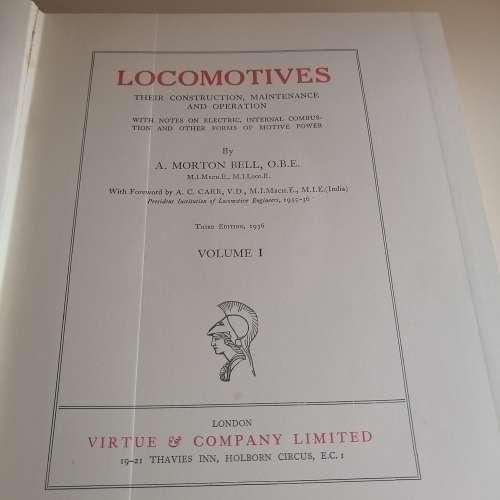 LOCOMOTIVES
THEIR CONSTRUCTION, MAINTENANCE
AND OPERATION
WITH NOTES ON ELECTRIC, INTERNAL COMBUS-
TION AND OTHER FORMS OF MOTIVE POWER
By
A. MORTON BELL, O.B.E.
M.I.Mech.E., M.I.Loco.E.
With Foreword by A. C. CARR, V.D., M.I.Mech.E., M.I.E.(India)
President Institution of Locomotive Engineers, 1935-36
Third Edition, 1936
VOLUME I
LONDON
VIRTUE & COMPANY LIMITED
19-21 THAVIES INN, HOLBORN CIRCUS, E.C. 1